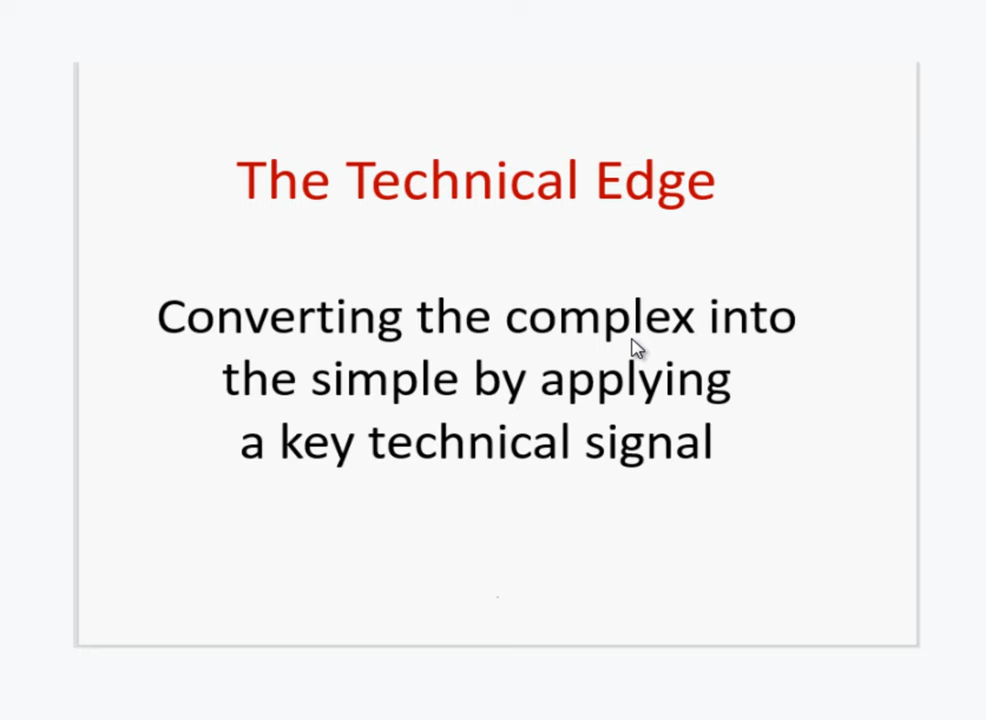 The Technical Edge
Converting the complex into
the simple by applying
a key technical signal